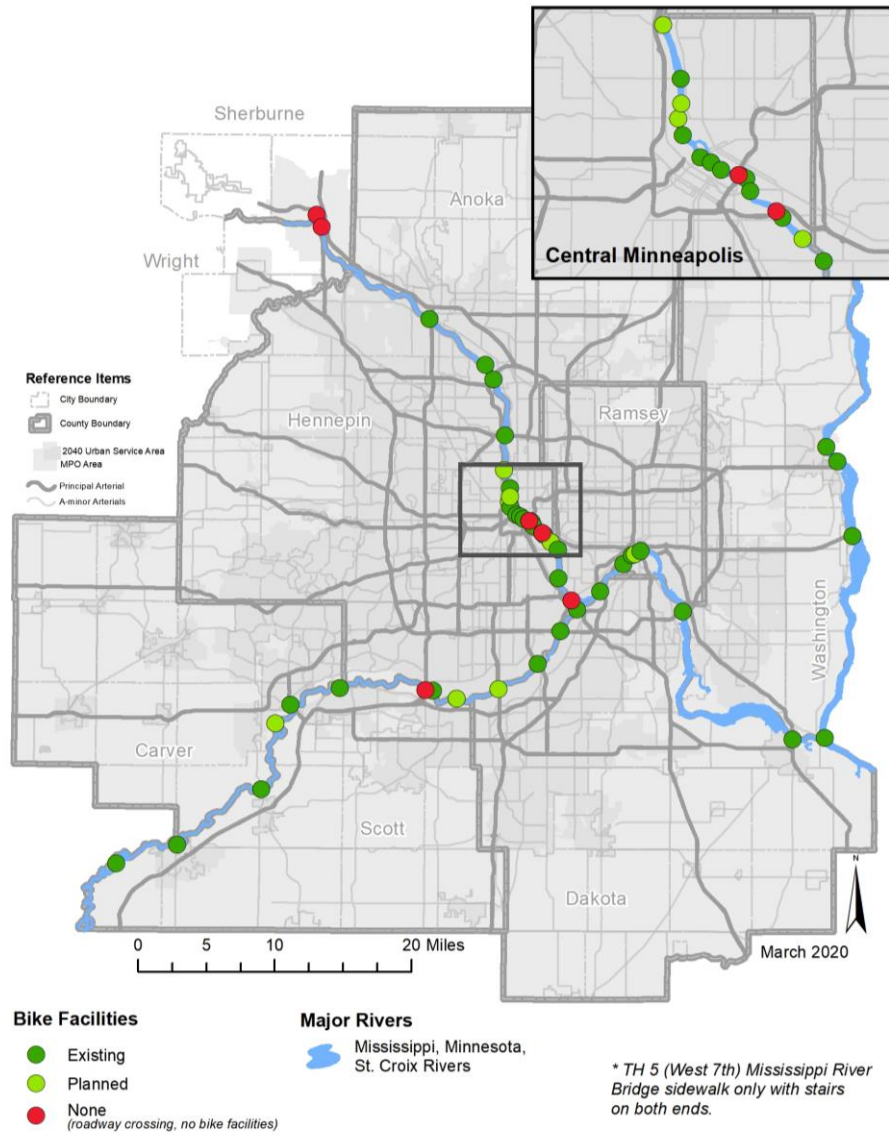 Sherburne
Anoka
Wright
Central Minneapolis
Reference Items
City Boundary
County Boundary
2040 Urban Service Area
MPO Area
Principal Arterial
A-minor Arterials
Hennepin
Ramsey
Washington
Carver
Scott
Dakota
N
0 5 10 20 Miles
March 2020
Bike Facilities
Existing
Planned
None
(roadway crossing, no bike facilities)
Major Rivers
Mississippi, Minnesota,
St. Croix Rivers
* TH 5 (West 7th) Mississippi River
Bridge sidewalk only with stairs
on both ends.